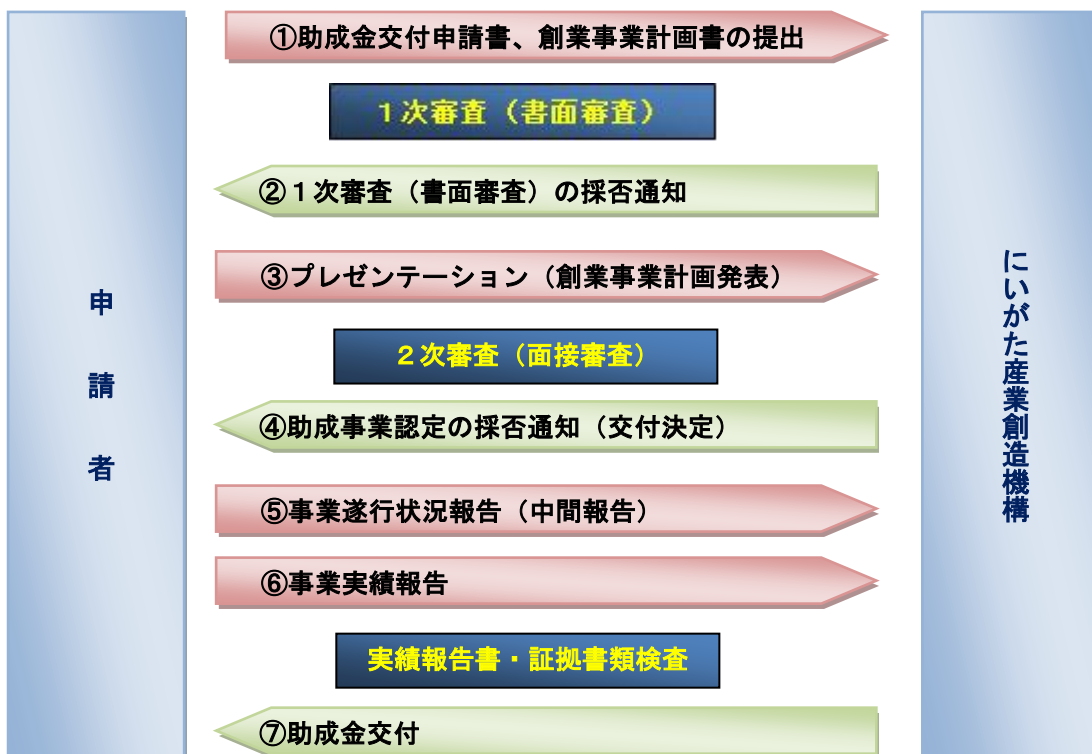 ①助成金交付申請書、創業事業計画書の提出
１次審査（書面審査）
②１次審査（書面審査）の採否通知
③プレゼンテーション（創業事業計画発表）
２次審査（面接審査）
④助成事業認定の採否通知（交付決定）
⑤事業遂行状況報告（中間報告）
⑥事業実績報告
実績報告書・証拠書類検査
⑦助成金交付
申請者
にいがた産業創造機構